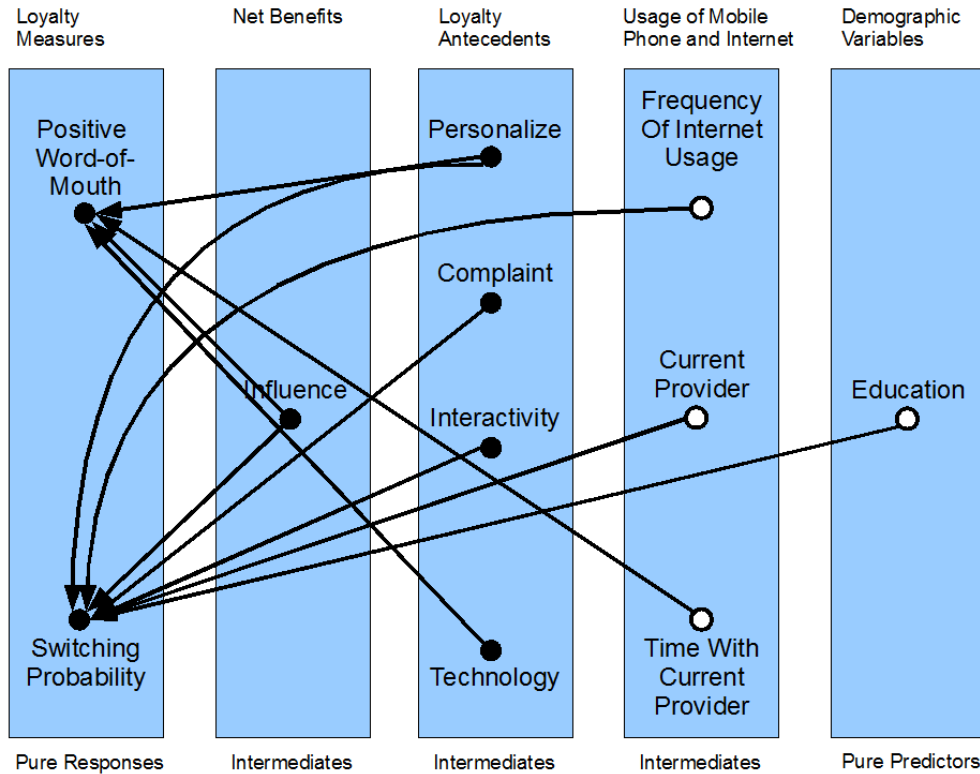 Loyalty
Measures
Net Benefits
Loyalty
Antecedents
Usage of Mobile
Phone and Internet
Demographic
Variables
Positive
Word-of-
Mouth
Switching
Probability
Influence
Personalize
Complaint
Interactivity
Technology
Frequency
Of Internet
Usage
Current
Provider
Time With
Current
Provider
Education
Pure Responses
Intermediates
Intermediates
Intermediates
Pure Predictors